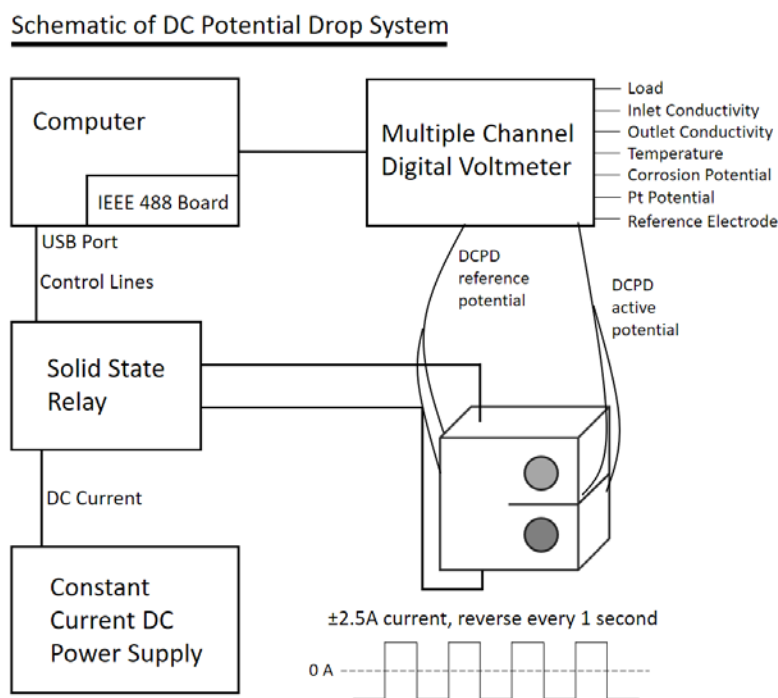 Schematic of DC Potential Drop System
Computer
IEEE 488 Board
Multiple Channel
Digital Voltmeter
Load
Inlet Conductivity
Outlet Conductivity
Temperature
Corrosion Potential
Pt Potential
Reference Electrode
USB Port
Control Lines
DCPD
reference
potential
DCPD
active
potential
Solid State
Relay
DC Current
Constant
Current DC
Power Supply
±2.5A current, reverse every 1 second
0 A